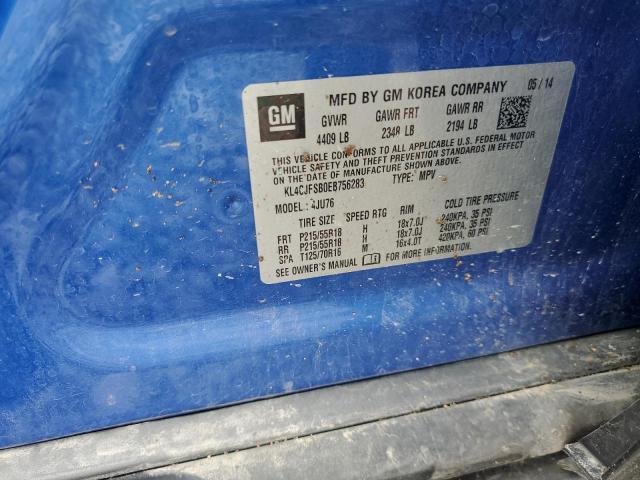 GM
MFD BY GM KOREA COMPANY 05/14
GVWR GAWR FRT GAWR RR
4409 LB 2348 LB 2194 LB
THIS VEHICLE CONFORMS TO ALL APPLICABLE U.S. FEDERAL MOTOR
VEHICLE SAFETY AND THEFT PREVENTION STANDARDS IN EFFECT
ON THE DATE OF MANUFACTURE SHOWN ABOVE.
KL4CJFSB0EB756283 TYPE: MPV
MODEL: 4JU76
TIRE SIZE SPEED RTG RIM COLD TIRE PRESSURE
FRT P215/55R18 H 18x7.0J 240KPA, 35 PSI
RR P215/55R18 H 18x7.0J 240KPA, 35 PSI
SPA T125/70R16 M 16x4.0T 420KPA, 60 PSI
SEE OWNER'S MANUAL FOR MORE INFORMATION.